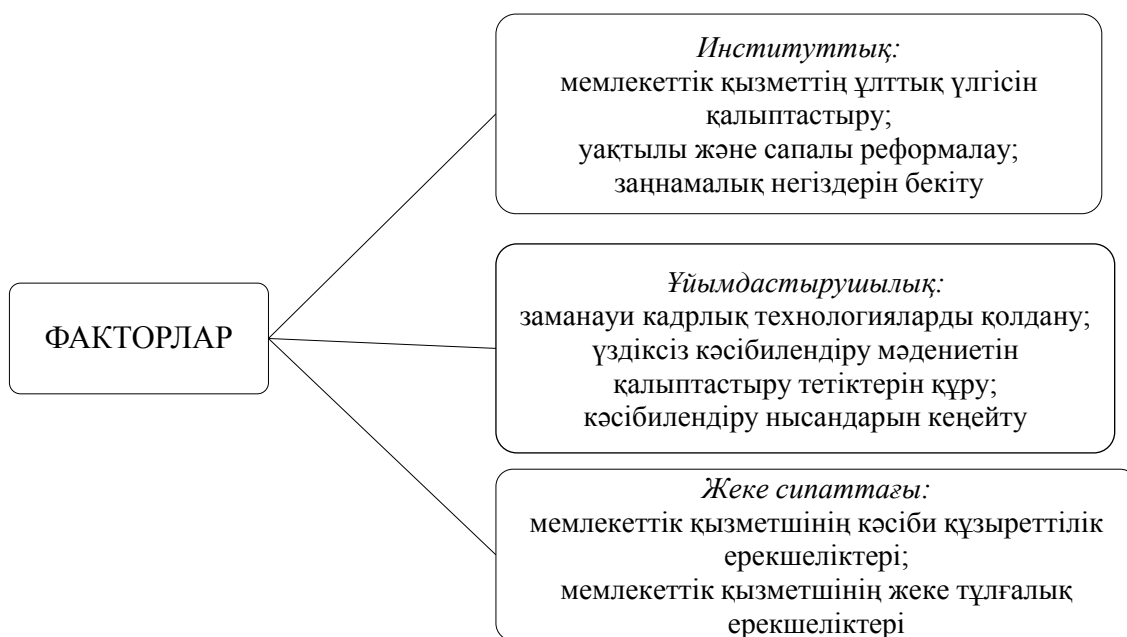 Институттық:
мемлекеттік қызметтің ұлттық үлгісін
қалыптастыру;
уақтылы және сапалы реформалау;
заңнамалық негіздерін бекіту
ФАКТОРЛАР
Ұйымдастырушылық:
заманауи кадрлық технологияларды қолдану;
үздіксіз кәсібилендіру мәдениетін
қалыптастыру тетіктерін құру;
кәсібилендіру нысандарын кеңейту
Жеке сипаттағы:
мемлекеттік қызметшінің кәсіби құзыреттілік
ерекшеліктері;
мемлекеттік қызметшінің жеке тұлғалық
ерекшеліктері